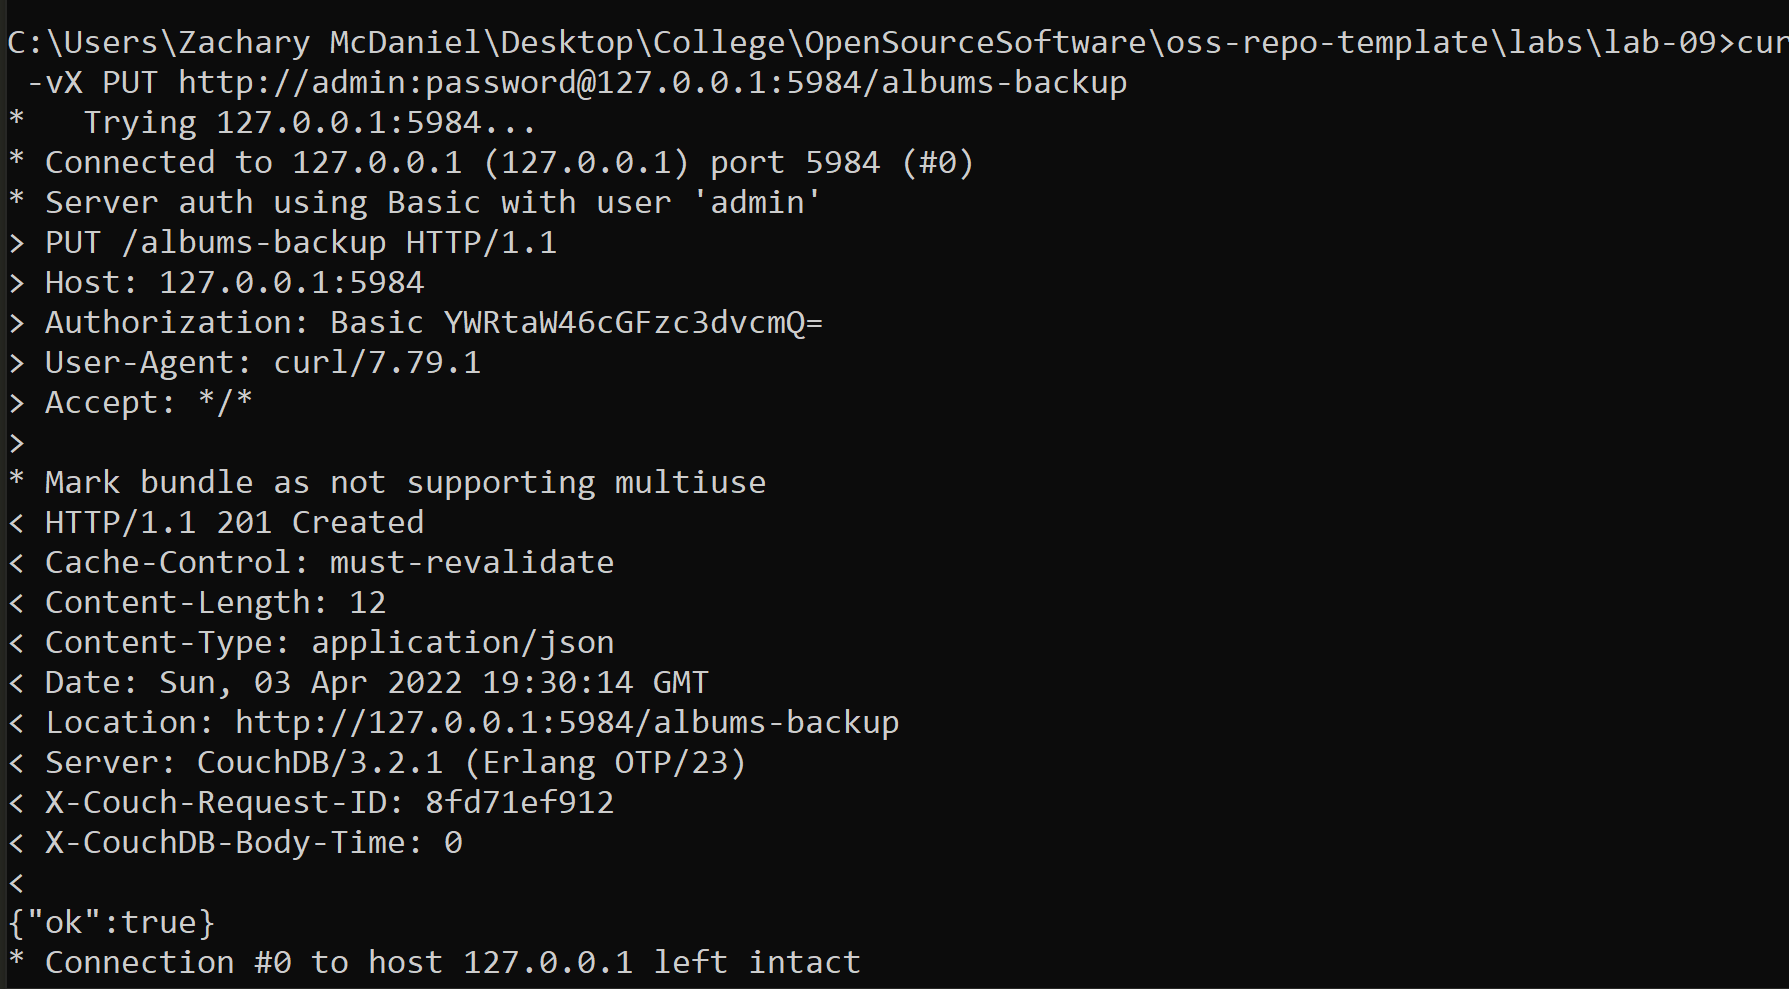 C:\Users\Zachary McDaniel\Desktop\College\OpenSourceSoftware\oss-repo-template\labs\lab-09>cur
-vX PUT http://admin:password@127.0.0.1:5984/albums-backup
*   Trying 127.0.0.1:5984...
* Connected to 127.0.0.1 (127.0.0.1) port 5984 (#0)
* Server auth using Basic with user 'admin'
> PUT /albums-backup HTTP/1.1
> Host: 127.0.0.1:5984
> Authorization: Basic YWRtaW46cGFzc3dvcmQ=
> User-Agent: curl/7.79.1
> Accept: */*
>
* Mark bundle as not supporting multiuse
< HTTP/1.1 201 Created
< Cache-Control: must-revalidate
< Content-Length: 12
< Content-Type: application/json
< Date: Sun, 03 Apr 2022 19:30:14 GMT
< Location: http://127.0.0.1:5984/albums-backup
< Server: CouchDB/3.2.1 (Erlang OTP/23)
< X-Couch-Request-ID: 8fd71ef912
< X-CouchDB-Body-Time: 0
<
{"ok":true}
* Connection #0 to host 127.0.0.1 left intact